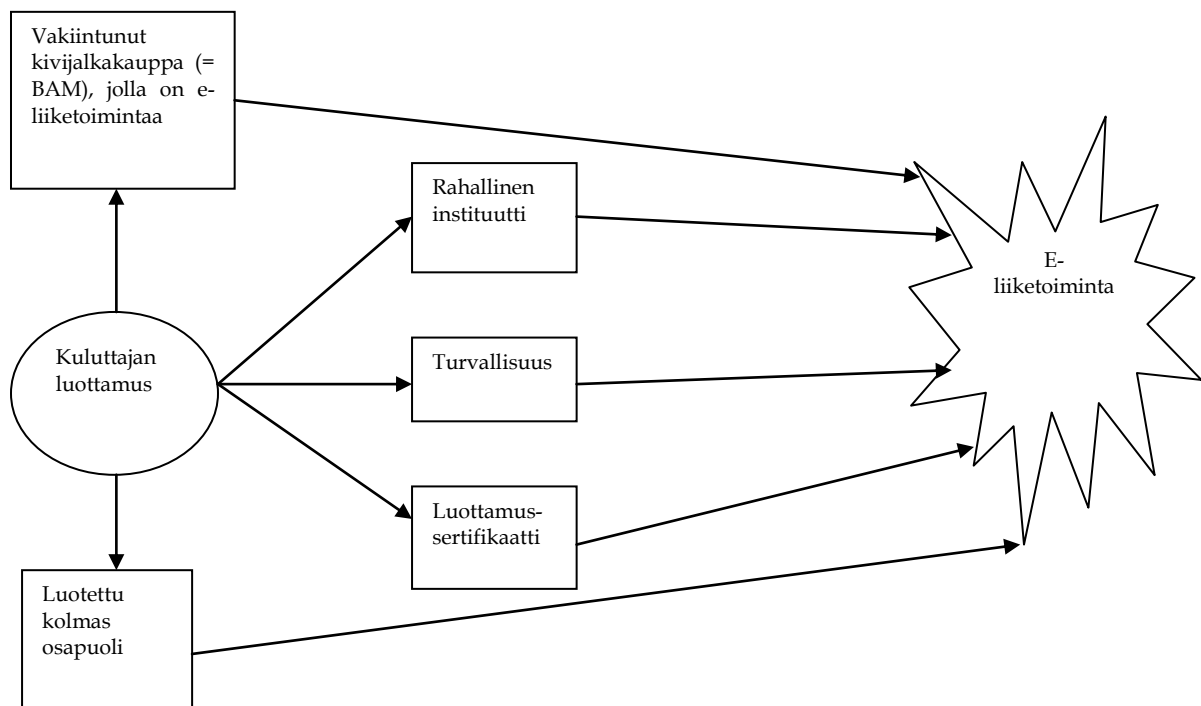 Vakiintunut
kivijalkakauppa (=
BAM), jolla on e-
liiketoimintaa
Rahallinen
instituutti
E-
liiketoiminta
Kuluttajan
luottamus
Turvallisuus
Luottamus-
sertifikaatti
Luotettu
kolmas
osapuoli